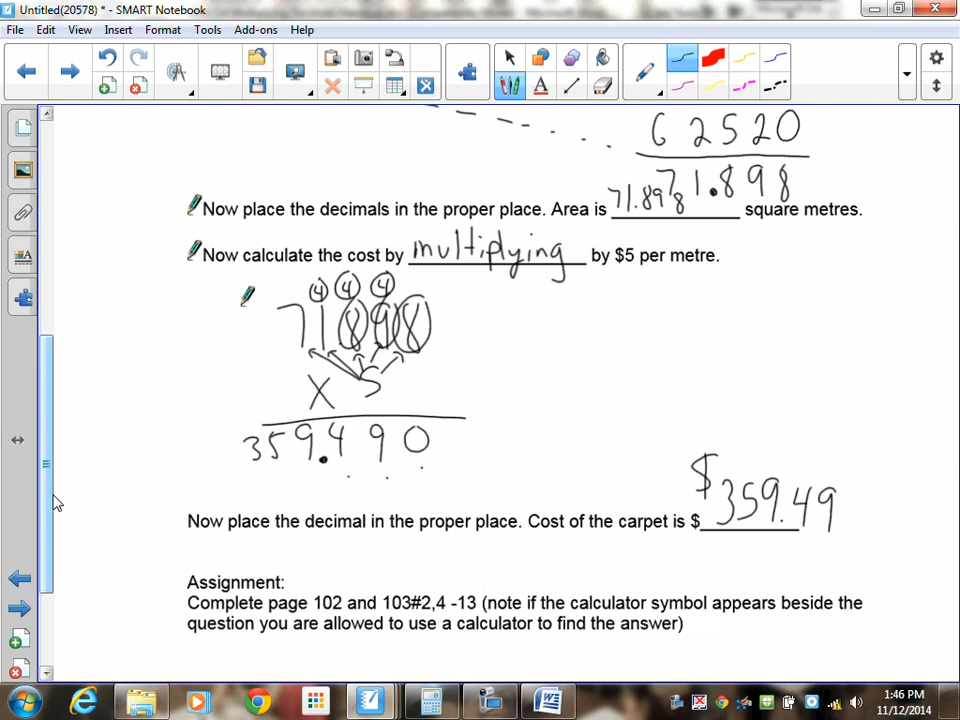 Untitled(20578) * - SMART Notebook
File Edit View Insert Format Tools Add-ons Help
62520
71.898
Now place the decimals in the proper place. Area is 71.898 square metres.
Now calculate the cost by multiplying by $5 per metre.
4 4 4
71898
X 5
359.490
Now place the decimal in the proper place. Cost of the carpet is $ $359.49
Assignment:
Complete page 102 and 103#2,4 -13 (note if the calculator symbol appears beside the
question you are allowed to use a calculator to find the answer)
1:46 PM
11/12/2014